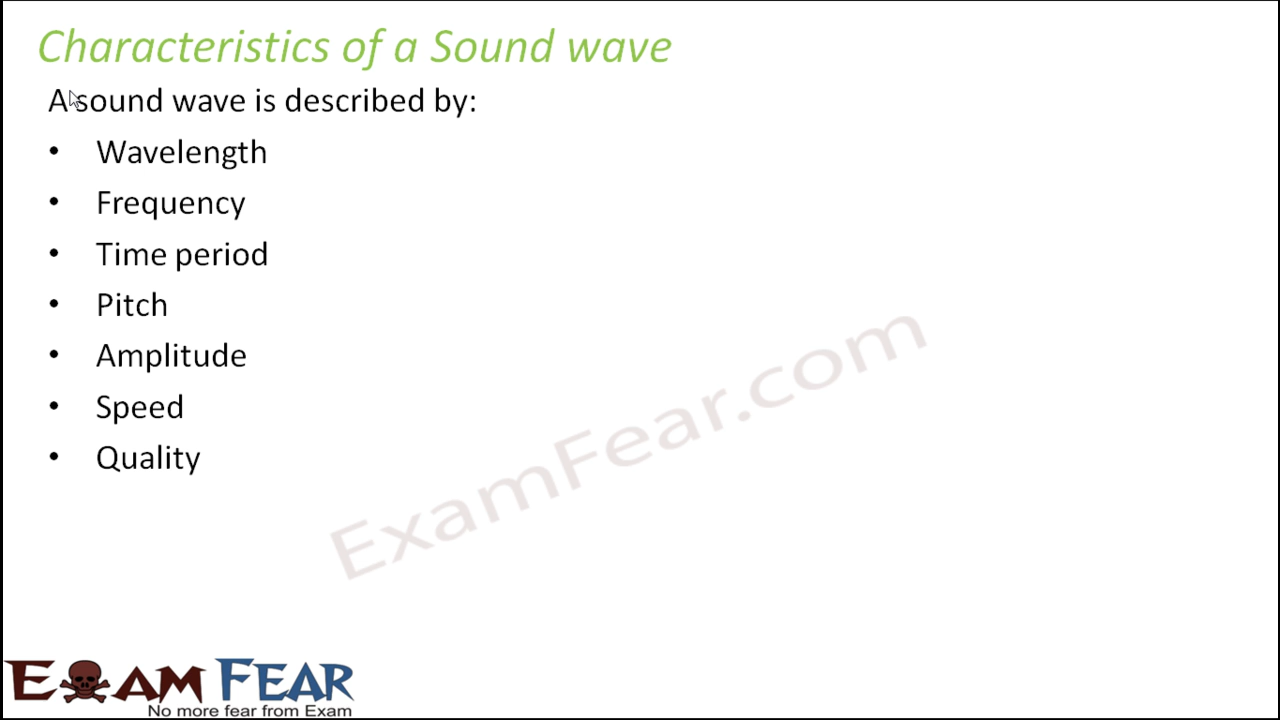 Characteristics of a Sound wave
A sound wave is described by:
• Wavelength
• Frequency
• Time period
• Pitch
• Amplitude
• Speed
• Quality
ExamFear.com
EXAM FEAR
No more fear from Exam